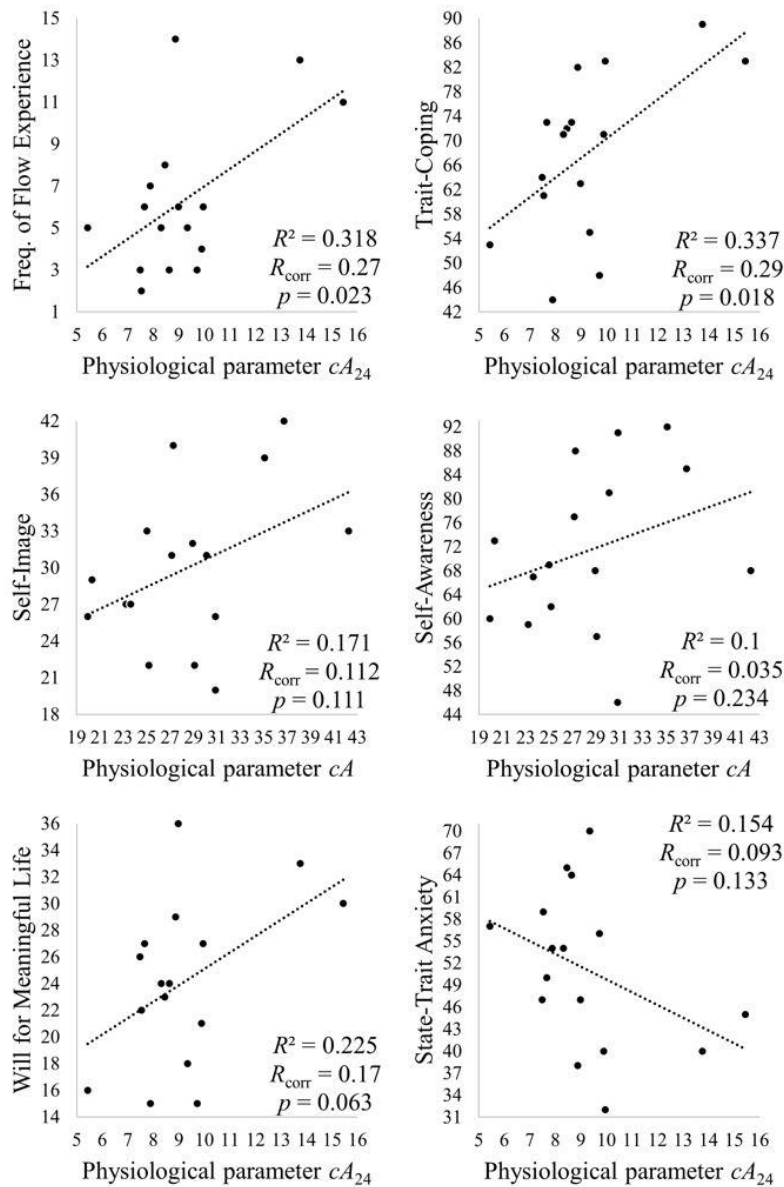 15
13
11
9
7
5
3
1
Freq. of Flow Experience
R² = 0.318
Rcorr = 0.27
p = 0.023
5 6 7 8 9 10 11 12 13 14 15 16
Physiological parameter cA24
90
86
82
78
74
70
66
62
58
54
50
46
42
Trait-Coping
R² = 0.337
Rcorr = 0.29
p = 0.018
5 6 7 8 9 10 11 12 13 14 15 16
Physiological parameter cA24
42
39
36
33
30
27
24
21
18
Self-Image
R² = 0.171
Rcorr = 0.112
p = 0.111
19 21 23 25 27 29 31 33 35 37 39 41 43
Physiological parameter cA
92
88
84
80
76
72
68
64
60
56
52
48
44
Self-Awareness
R² = 0.1
Rcorr = 0.035
p = 0.234
19 21 23 25 27 29 31 33 35 37 39 41 43
Physiological paraneter cA
36
34
32
30
28
26
24
22
20
18
16
14
Will for Meaningful Life
R² = 0.225
Rcorr = 0.17
p = 0.063
5 6 7 8 9 10 11 12 13 14 15 16
Physiological parameter cA24
70
67
64
61
58
55
52
49
46
43
40
37
34
31
State-Trait Anxiety
R² = 0.154
Rcorr = 0.093
p = 0.133
5 6 7 8 9 10 11 12 13 14 15 16
Physiological parameter cA24